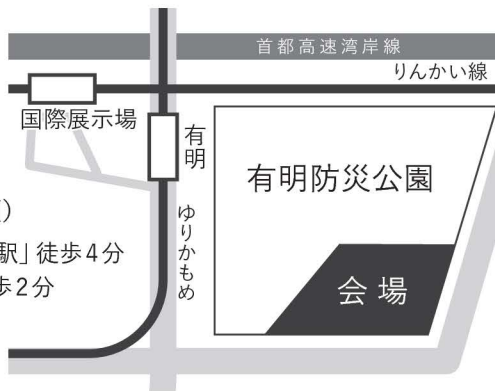 首都高速湾岸線
りんかい線
国際展示場
有明
有明防災公園
ゆりかもめ
駅」徒歩4分
歩2分
会場